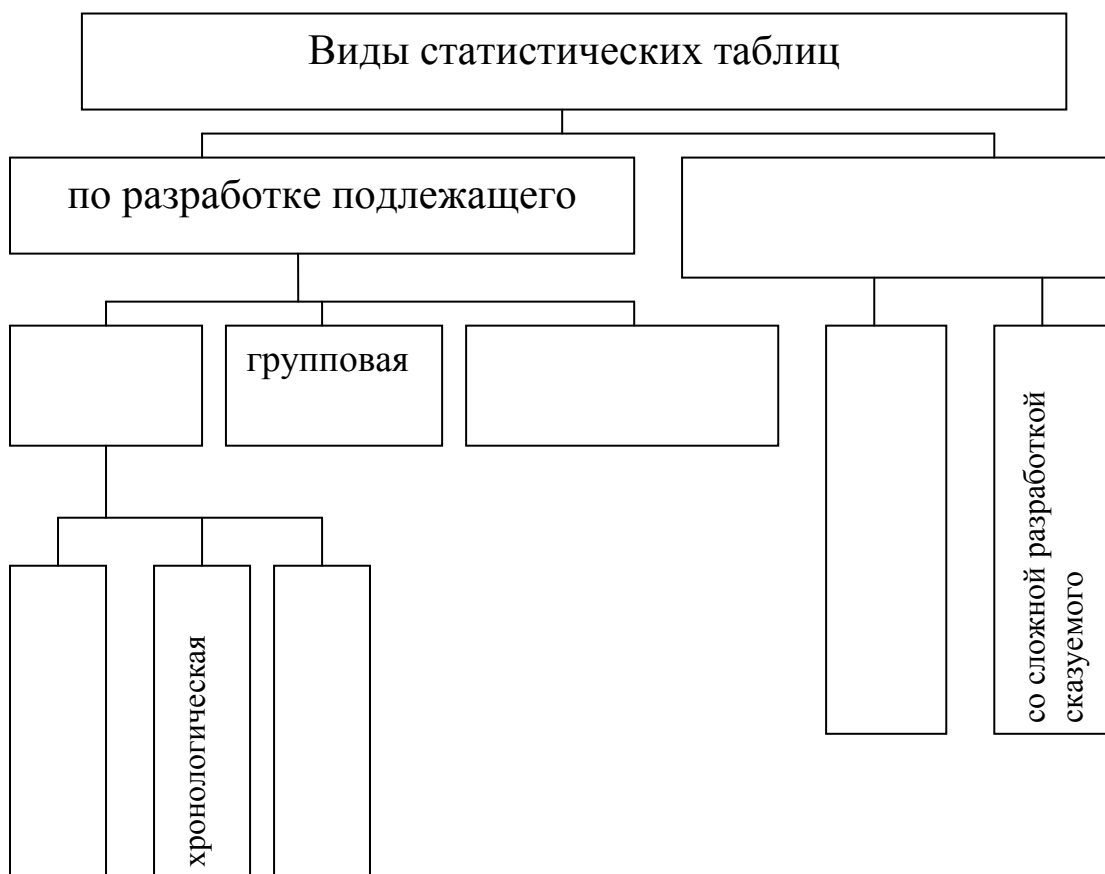 Виды статистических таблиц
по разработке подлежащего
групповая
со сложной разработкой
сказуемого
хронологическая